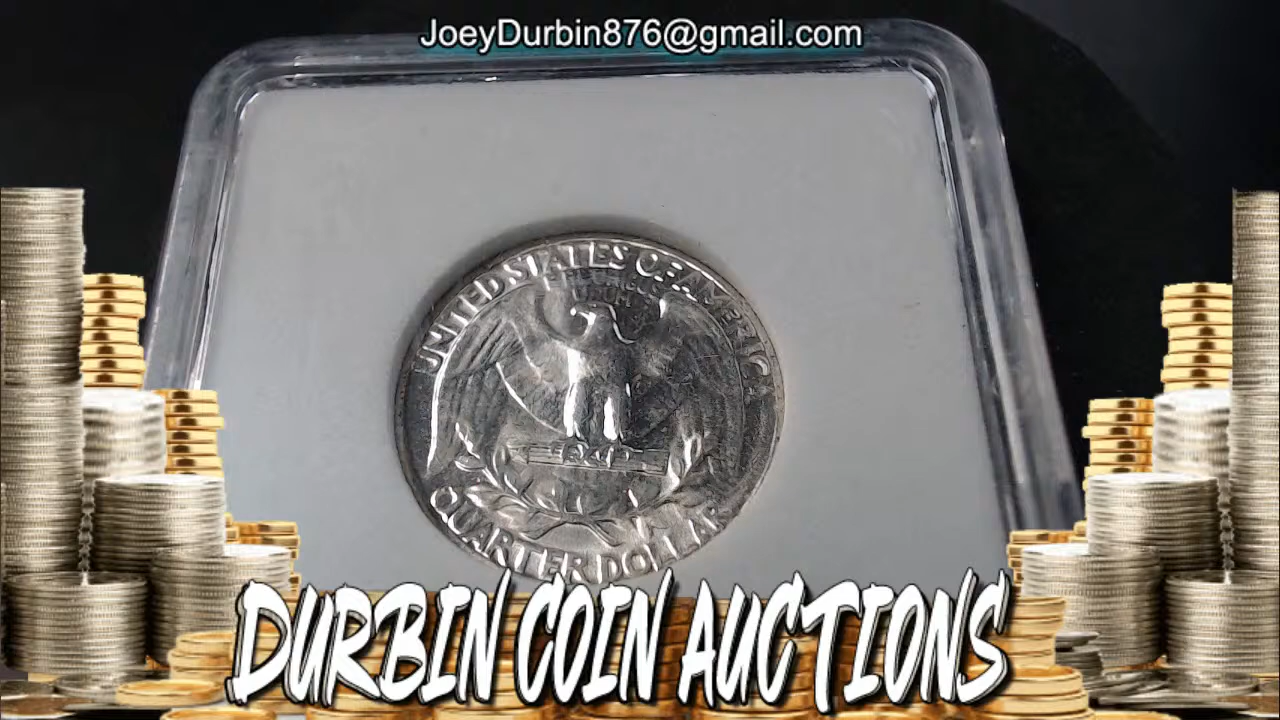 JoeyDurbin876@gmail.com
UNITED STATES OF AMERICA
QUARTER DOLLAR
DURBIN COIN AUCTIONS